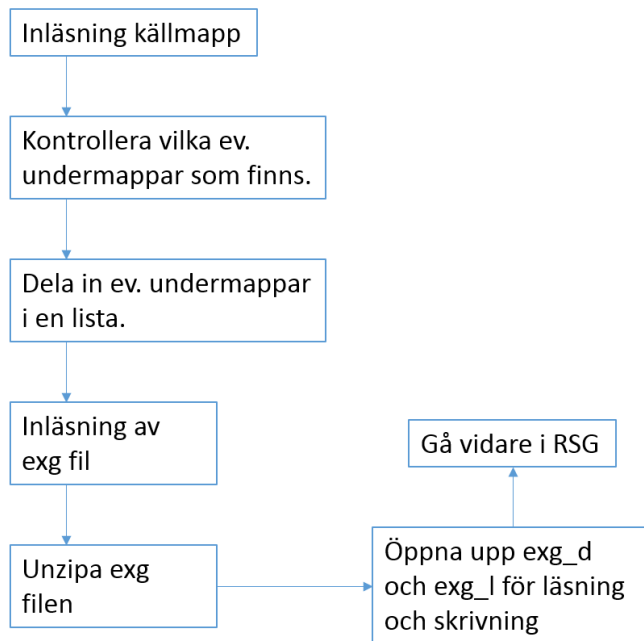 Inläsning källmapp
Kontrollera vilka ev.
undermappar som finns.
Dela in ev. undermappar
i en lista.
Inläsning av
exg fil
Unzipa exg
filen
Öppna upp exg_d
och exg_l för läsning
och skrivning
Gå vidare i RSG